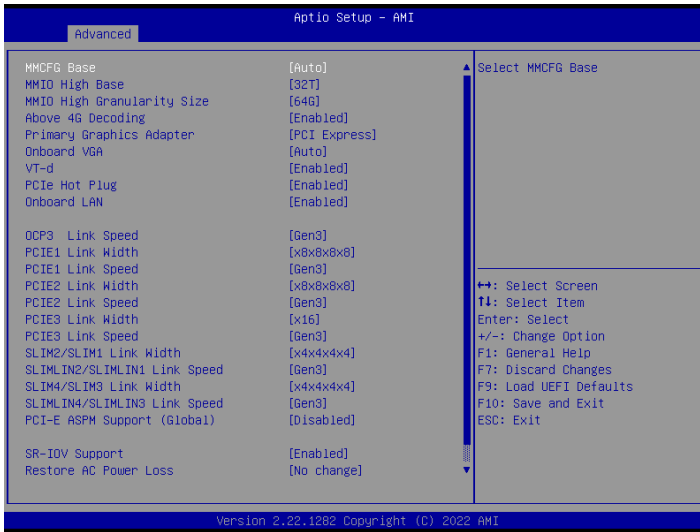 Aptio Setup – AMI
Advanced
MMCFG Base [Auto] Select MMCFG Base
MMIO High Base [32T]
MMIO High Granularity Size [64G]
Above 4G Decoding [Enabled]
Primary Graphics Adapter [PCI Express]
Onboard VGA [Auto]
VT-d [Enabled]
PCIe Hot Plug [Enabled]
Onboard LAN [Enabled]
OCP3 Link Speed [Gen3]
PCIE1 Link Width [x8x8x8x8]
PCIE1 Link Speed [Gen3]
PCIE2 Link Width [x8x8x8x8] ↔: Select Screen
PCIE2 Link Speed [Gen3] ↑↓: Select Item
PCIE3 Link Width [x16] Enter: Select
PCIE3 Link Speed [Gen3] +/-: Change Option
SLIM2/SLIM1 Link Width [x4x4x4x4] F1: General Help
SLIMLIN2/SLIMLIN1 Link Speed [Gen3] F7: Discard Changes
SLIM4/SLIM3 Link Width [x4x4x4x4] F9: Load UEFI Defaults
SLIMLIN4/SLIMLIN3 Link Speed [Gen3] F10: Save and Exit
PCI-E ASPM Support (Global) [Disabled] ESC: Exit
SR-IOV Support [Enabled]
Restore AC Power Loss [No change]
Version 2.22.1282 Copyright (C) 2022 AMI